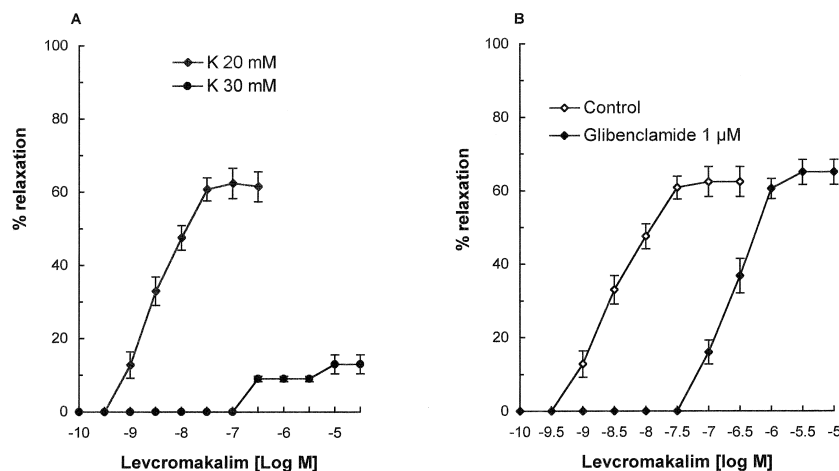 A
K 20 mM
K 30 mM
% relaxation
100
80
60
40
20
0
-10 -9 -8 -7 -6 -5
Levcromakalim [Log M]
B
Control
Glibenclamide 1 µM
% relaxation
100
80
60
40
20
0
-10 -9.5 -9 -8.5 -8 -7.5 -7 -6.5 -6 -5.5 -5
Levcromakalim [log M]